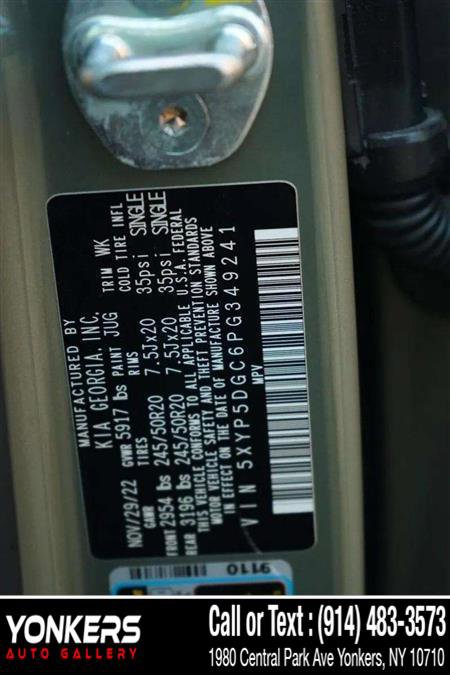 MANUFACTURED BY
KIA GEORGIA, INC.
NOV/29/22 GVWR 5917 lbs PAINT JUG TRIM WK
GAWR TIRES RIMS COLD TIRE INFL
FRONT 2954 lbs 245/50R20 7.5Jx20 35psi SINGLE
REAR 3196 lbs 245/50R20 7.5Jx20 35psi SINGLE
THIS VEHICLE CONFORMS TO ALL APPLICABLE U.S.A. FEDERAL
MOTOR VEHICLE SAFETY AND THEFT PREVENTION STANDARDS
IN EFFECT ON THE DATE OF MANUFACTURE SHOWN ABOVE
VIN 5XYP5DGC6PG349241
MPV
9110
YONKERS
AUTO GALLERY
Call or Text : (914) 483-3573
1980 Central Park Ave Yonkers, NY 10710